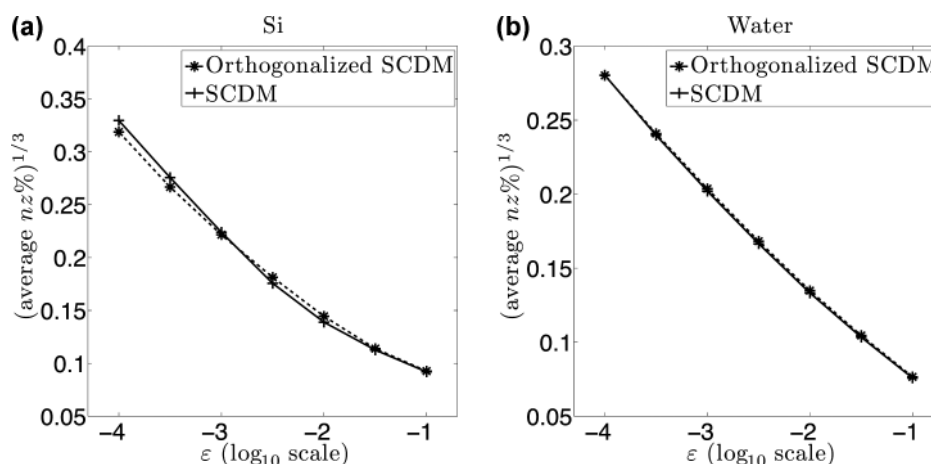 (a)
Si
0.4
0.35
0.3
0.25
0.2
0.15
0.1
0.05
(average nz%)^{1/3}
Orthogonalized SCDM
SCDM
−4
−3
−2
−1
ε (log₁₀ scale)
(b)
Water
0.3
0.25
0.2
0.15
0.1
0.05
(average nz%)^{1/3}
Orthogonalized SCDM
SCDM
−4
−3
−2
−1
ε (log₁₀ scale)